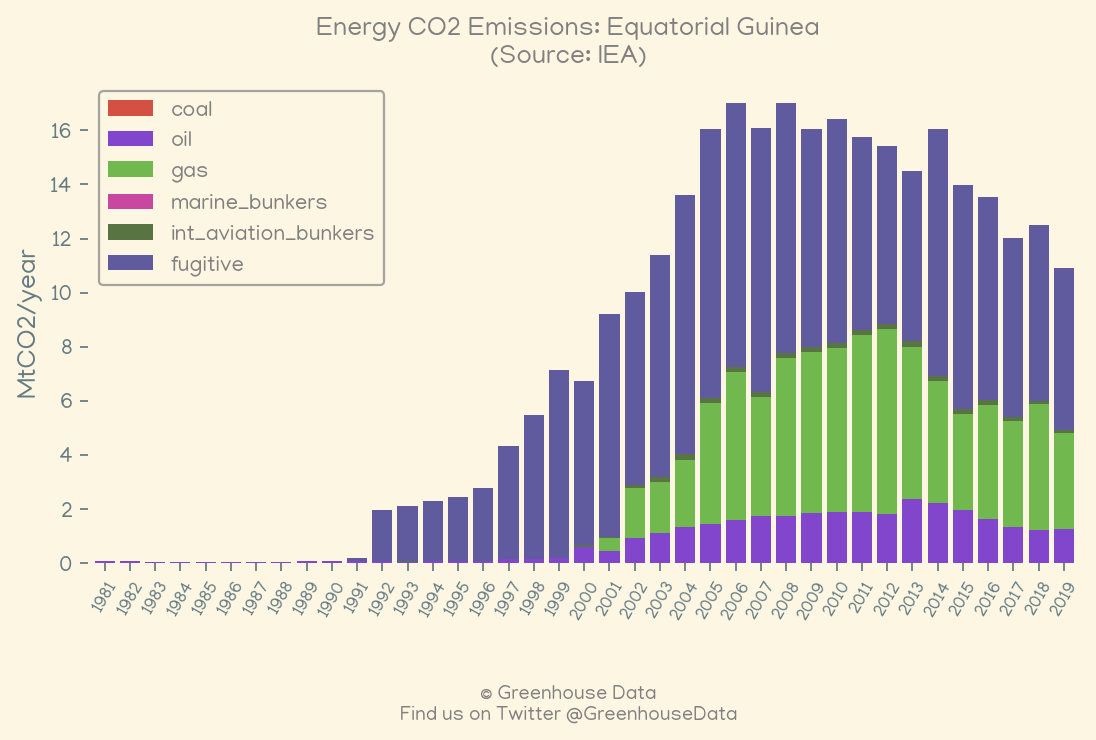 Energy CO2 Emissions: Equatorial Guinea
(Source: IEA)
coal
oil
gas
marine_bunkers
int_aviation_bunkers
fugitive
MtCO2/year
16
14
12
10
8
6
4
2
0
1981 1982 1983 1984 1985 1986 1987 1988 1989 1990 1991 1992 1993 1994 1995 1996 1997 1998 1999 2000 2001 2002 2003 2004 2005 2006 2007 2008 2009 2010 2011 2012 2013 2014 2015 2016 2017 2018 2019
© Greenhouse Data
Find us on Twitter @GreenhouseData